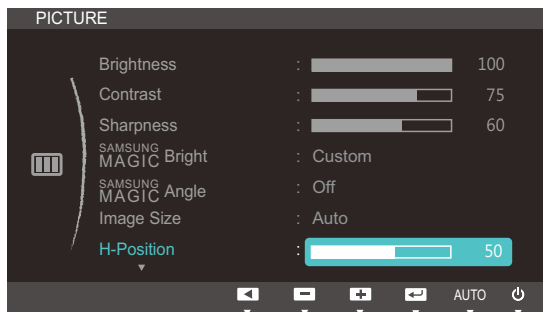 PICTURE
Brightness : 100
Contrast : 75
Sharpness : 60
SAMSUNG MAGIC Bright : Custom
SAMSUNG MAGIC Angle : Off
Image Size : Auto
H-Position : 50
AUTO